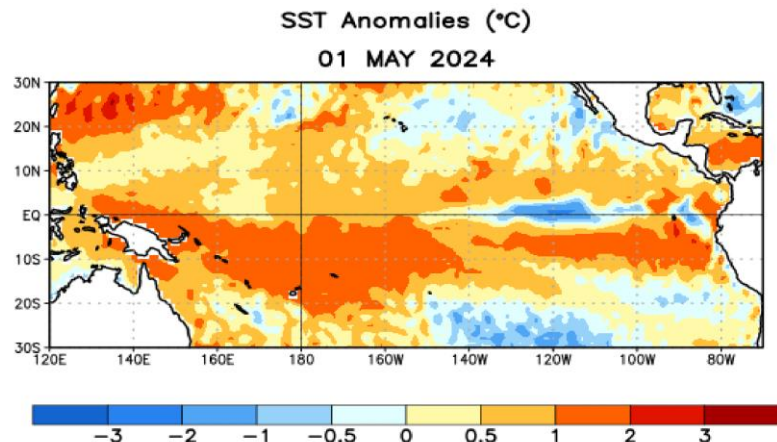 SST Anomalies (°C)
01 MAY 2024
30N
20N
10N
EQ
10S
20S
30S
120E 140E 160E 180 160W 140W 120W 100W 80W
-3 -2 -1 -0.5 0 0.5 1 2 3